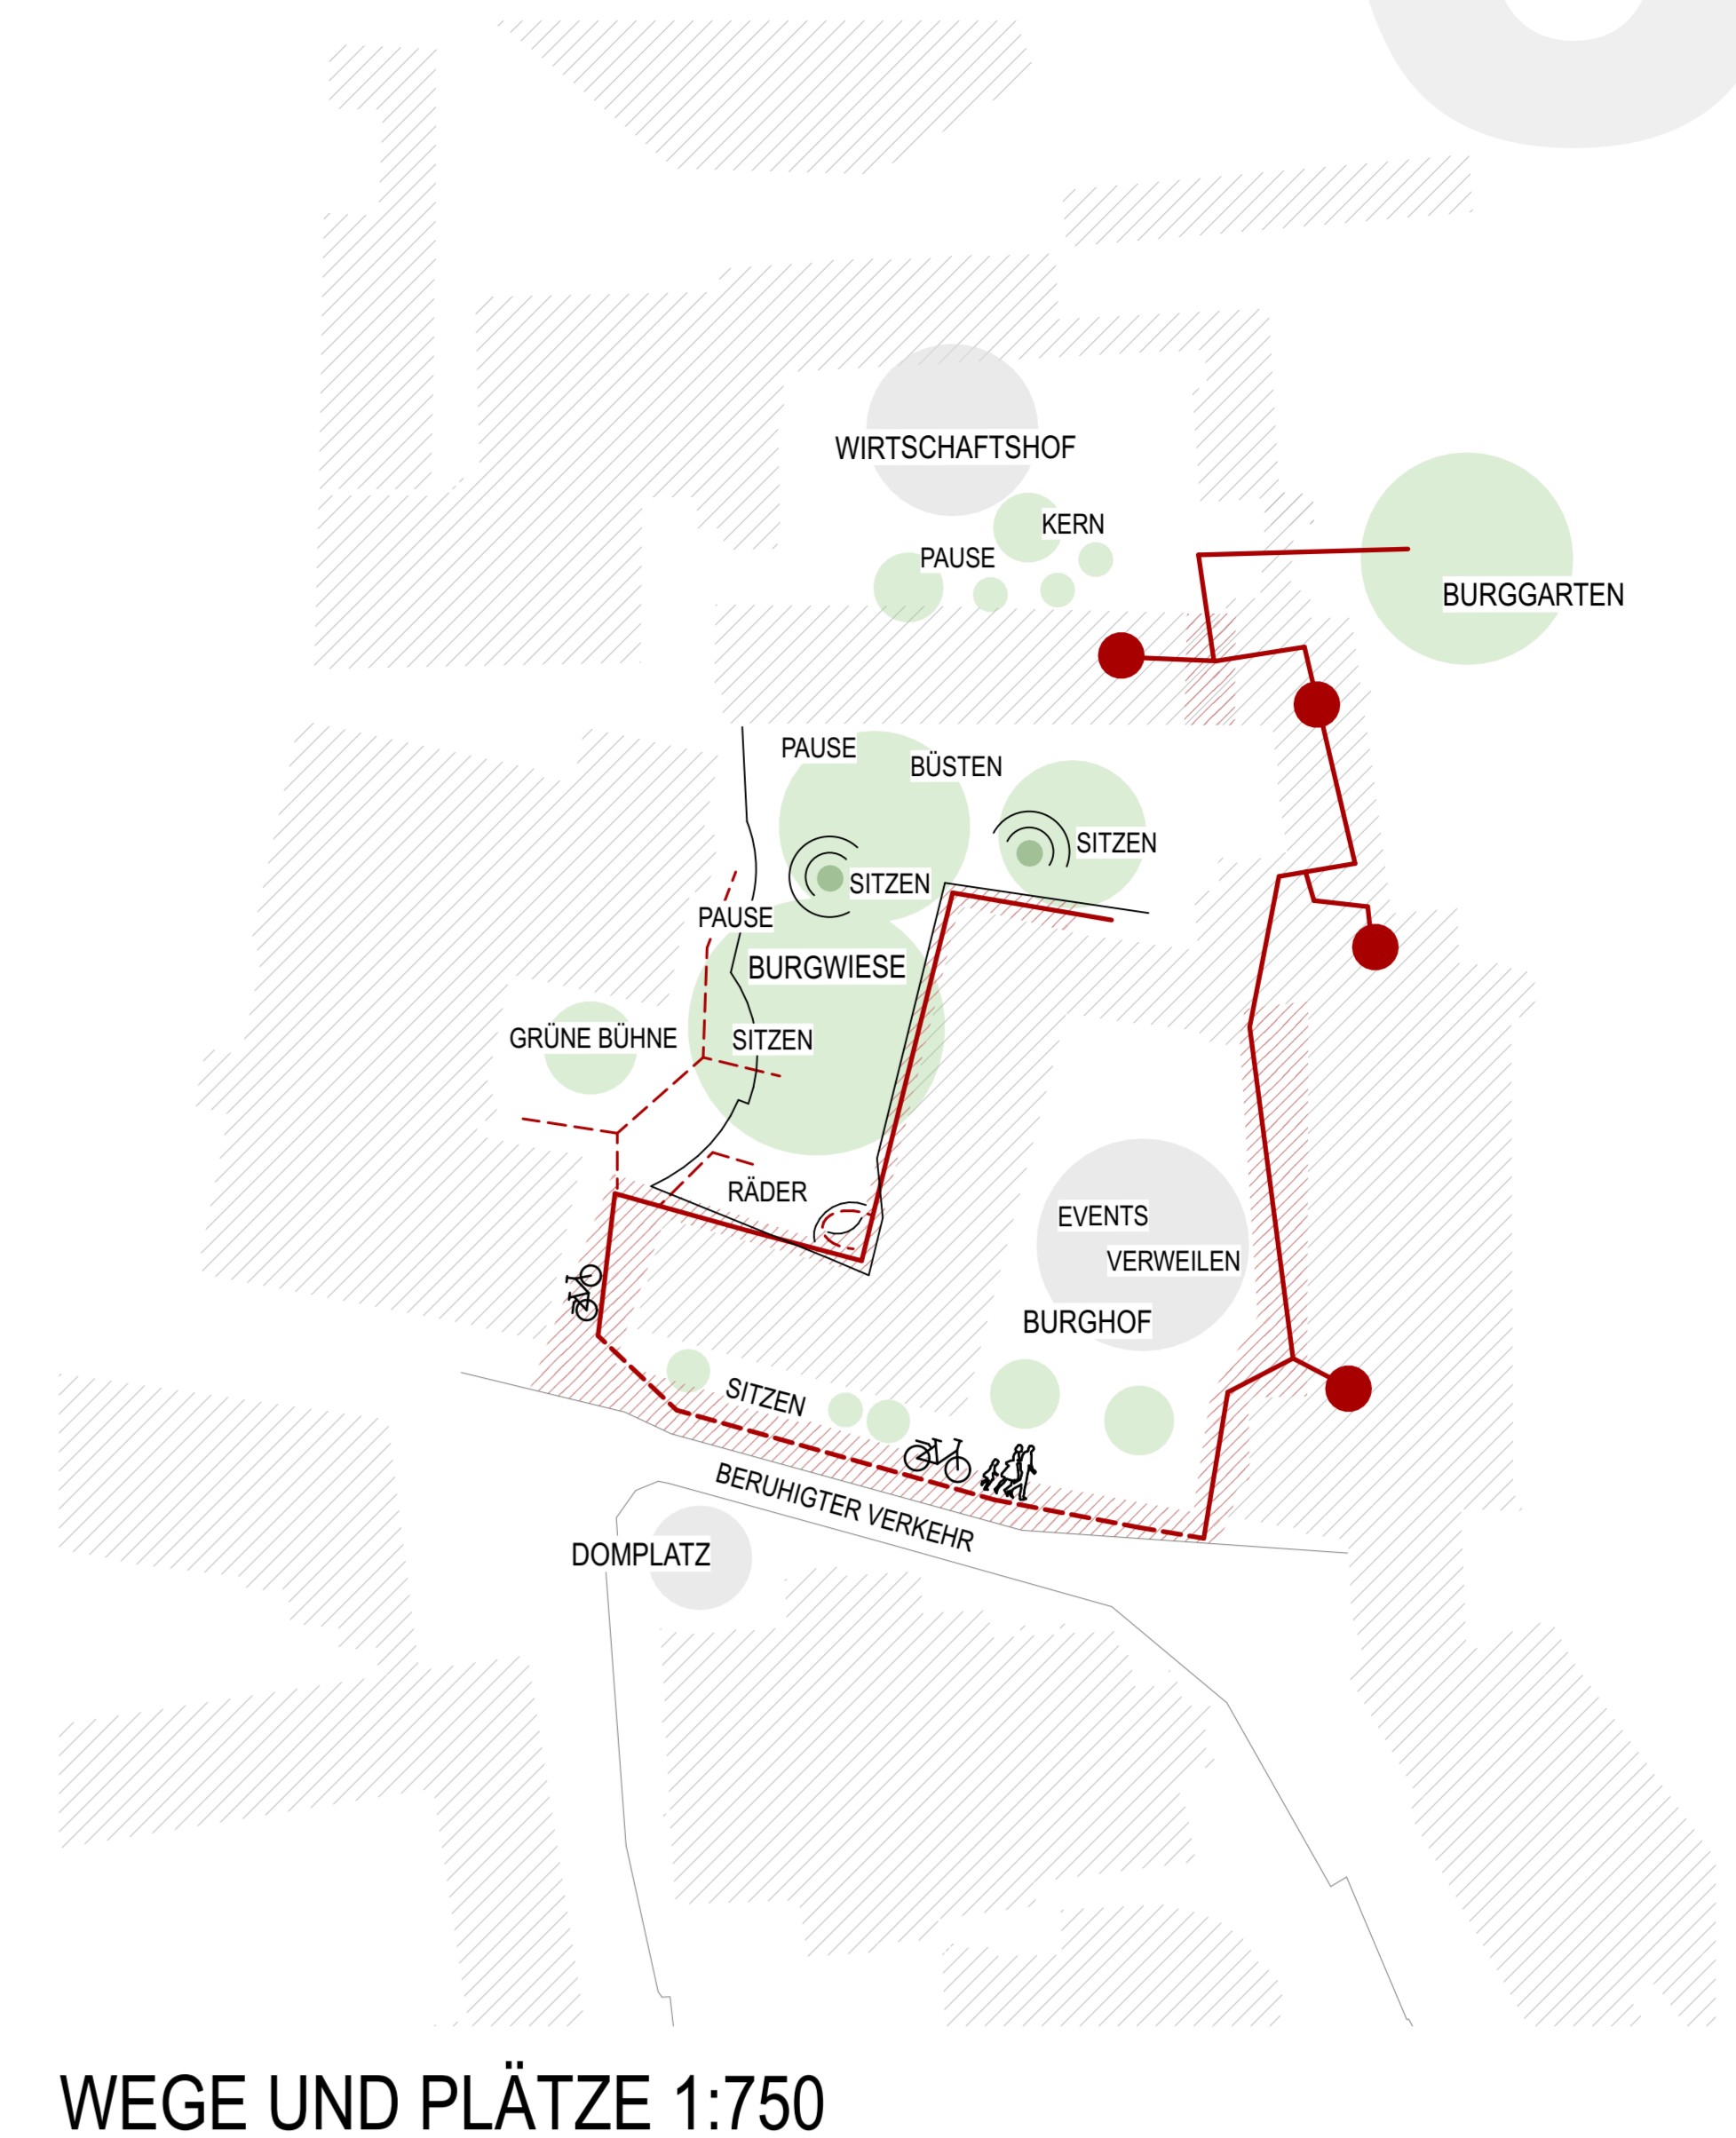 WIRTSCHAFTSHOF
KERN
PAUSE
BURGGARTEN
PAUSE
BÜSTEN
SITZEN
SITZEN
PAUSE
BURGWIESE
GRÜNE BÜHNE
SITZEN
RÄDER
EVENTS
VERWEILEN
BURGHOF
SITZEN
BERUHIGTER VERKEHR
DOMPLATZ
WEGE UND PLÄTZE 1:750